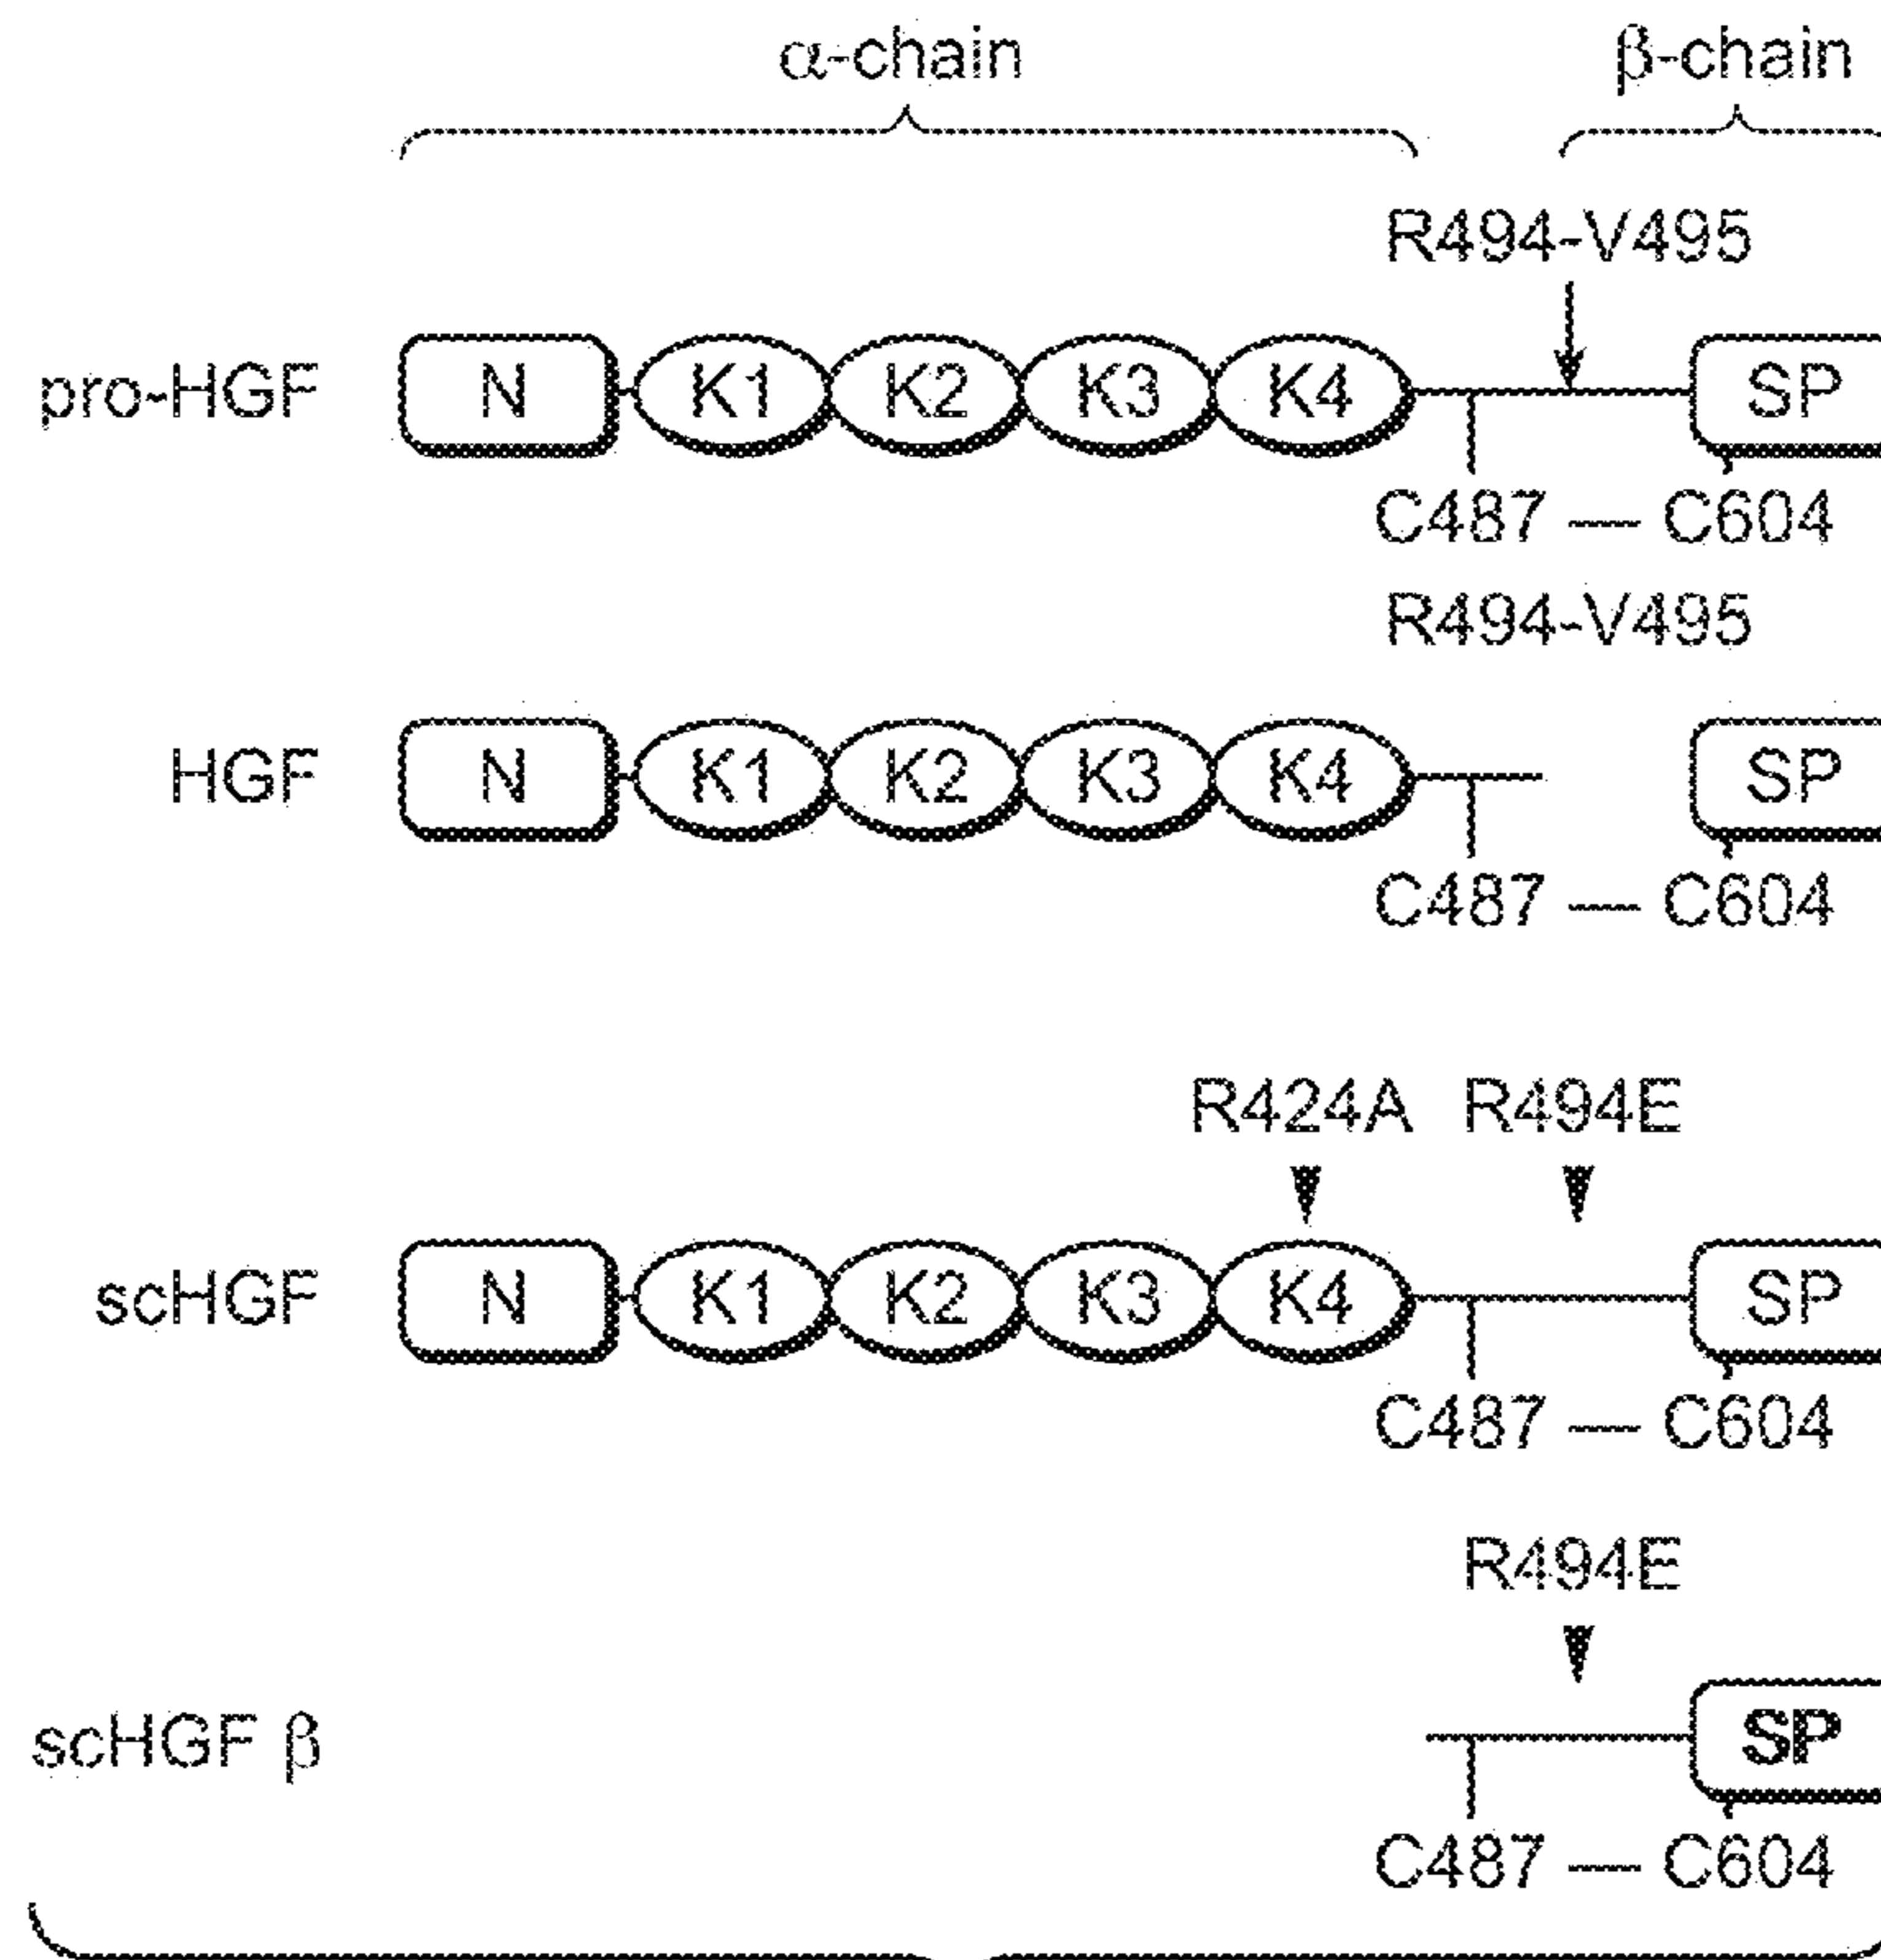 α-chain β-chain
R494-V495
pro-HGF N K1 K2 K3 K4 SP
C487 — C604
R494-V495
HGF N K1 K2 K3 K4 SP
C487 — C604
R424A R494E
scHGF N K1 K2 K3 K4 SP
C487 — C604
R494E
scHGF β SP
C487 — C604